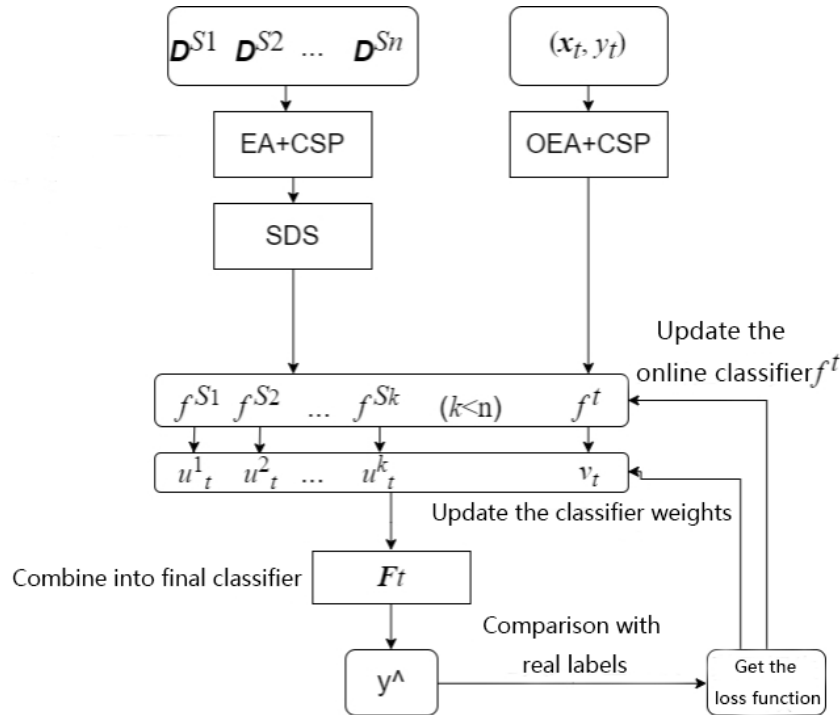 D^{S1} D^{S2} ... D^{Sn}
(x_t, y_t)
EA+CSP
OEA+CSP
SDS
Update the
online classifier f^t
f^{S1} f^{S2} ... f^{Sk} (k<n) f^t
u^1_t u^2_t ... u^k_t v_t
Update the classifier weights
Combine into final classifier
Ft
Comparison with
real labels
y^
Get the
loss function